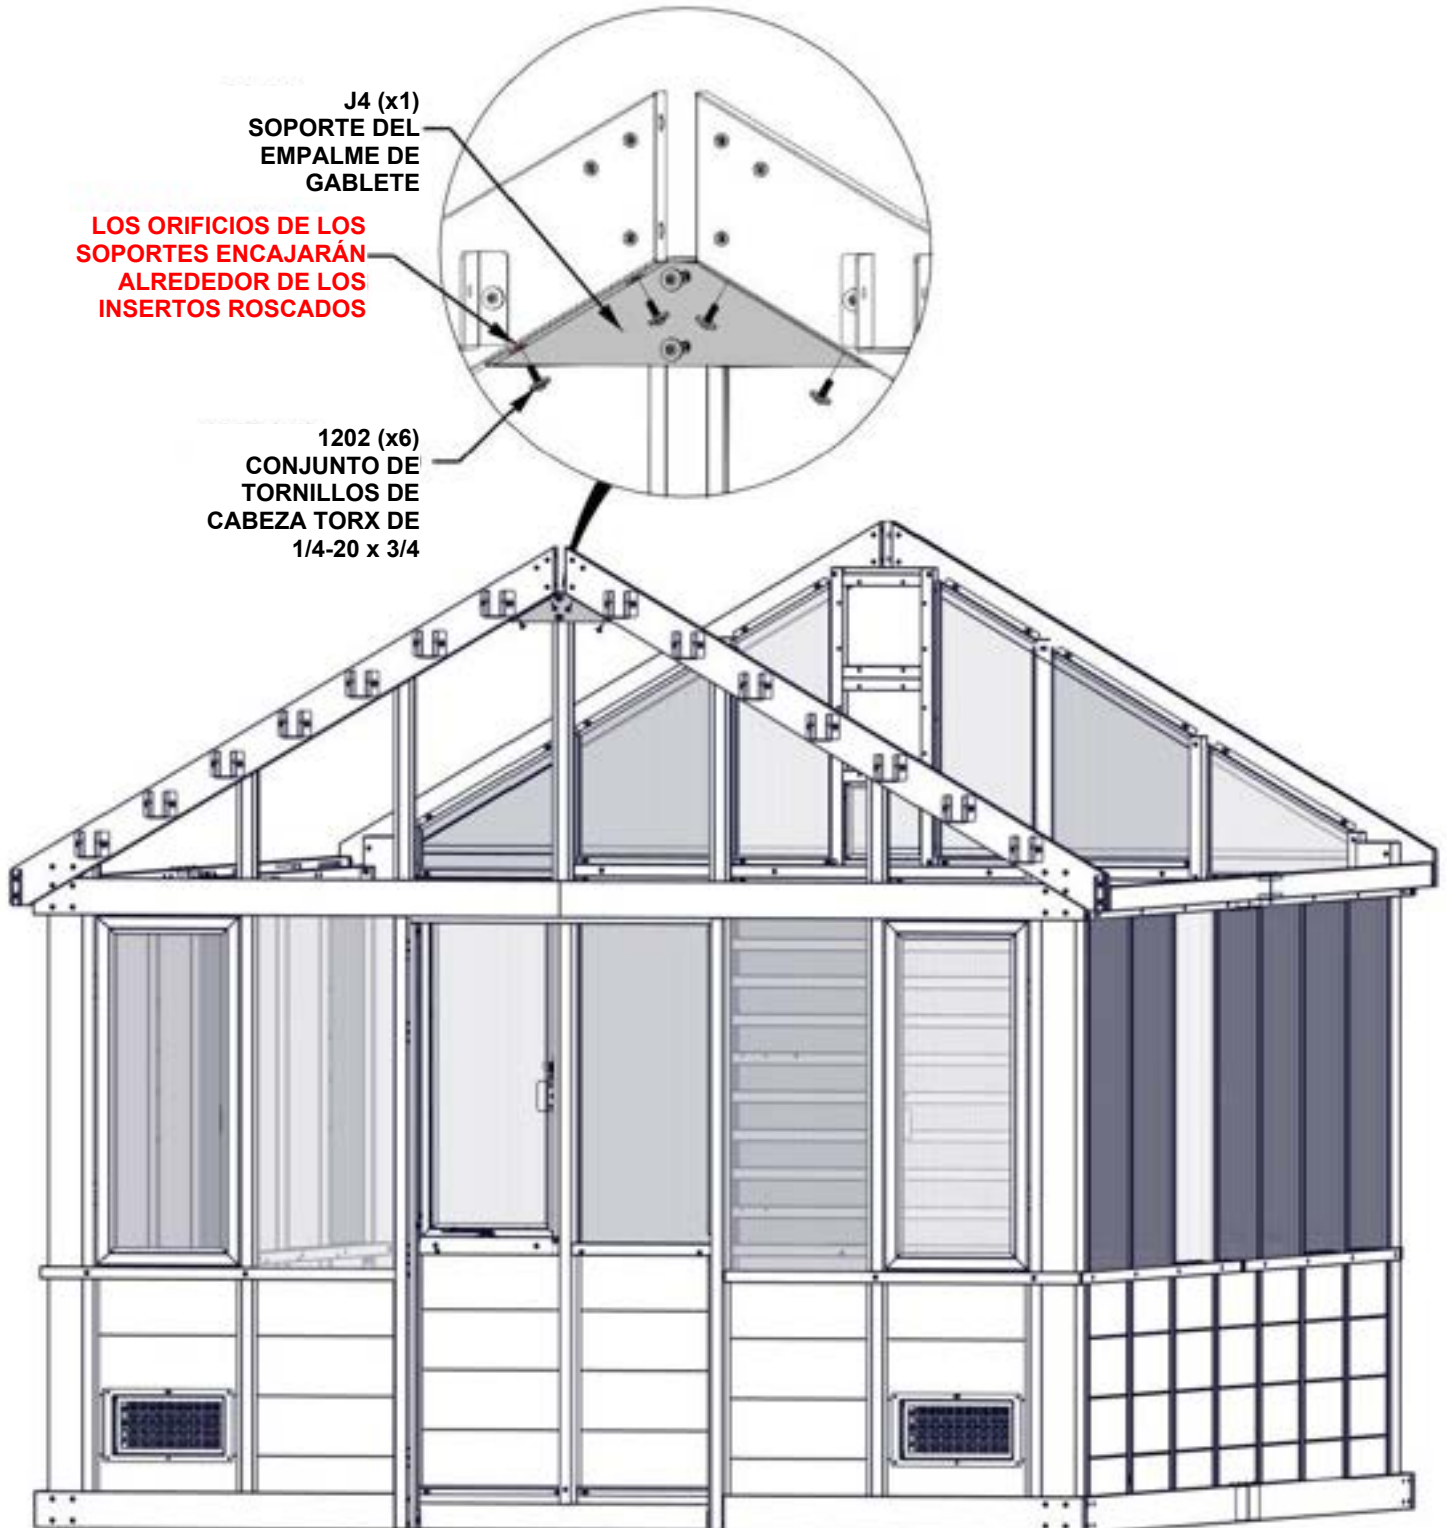 J4 (x1)
SOPORTE DEL
EMPALME DE
GABLETE
LOS ORIFICIOS DE LOS
SOPORTES ENCAJARÁN
ALREDEDOR DE LOS
INSERTOS ROSCADOS
1202 (x6)
CONJUNTO DE
TORNILLOS DE
CABEZA TORX DE
1/4-20 x 3/4